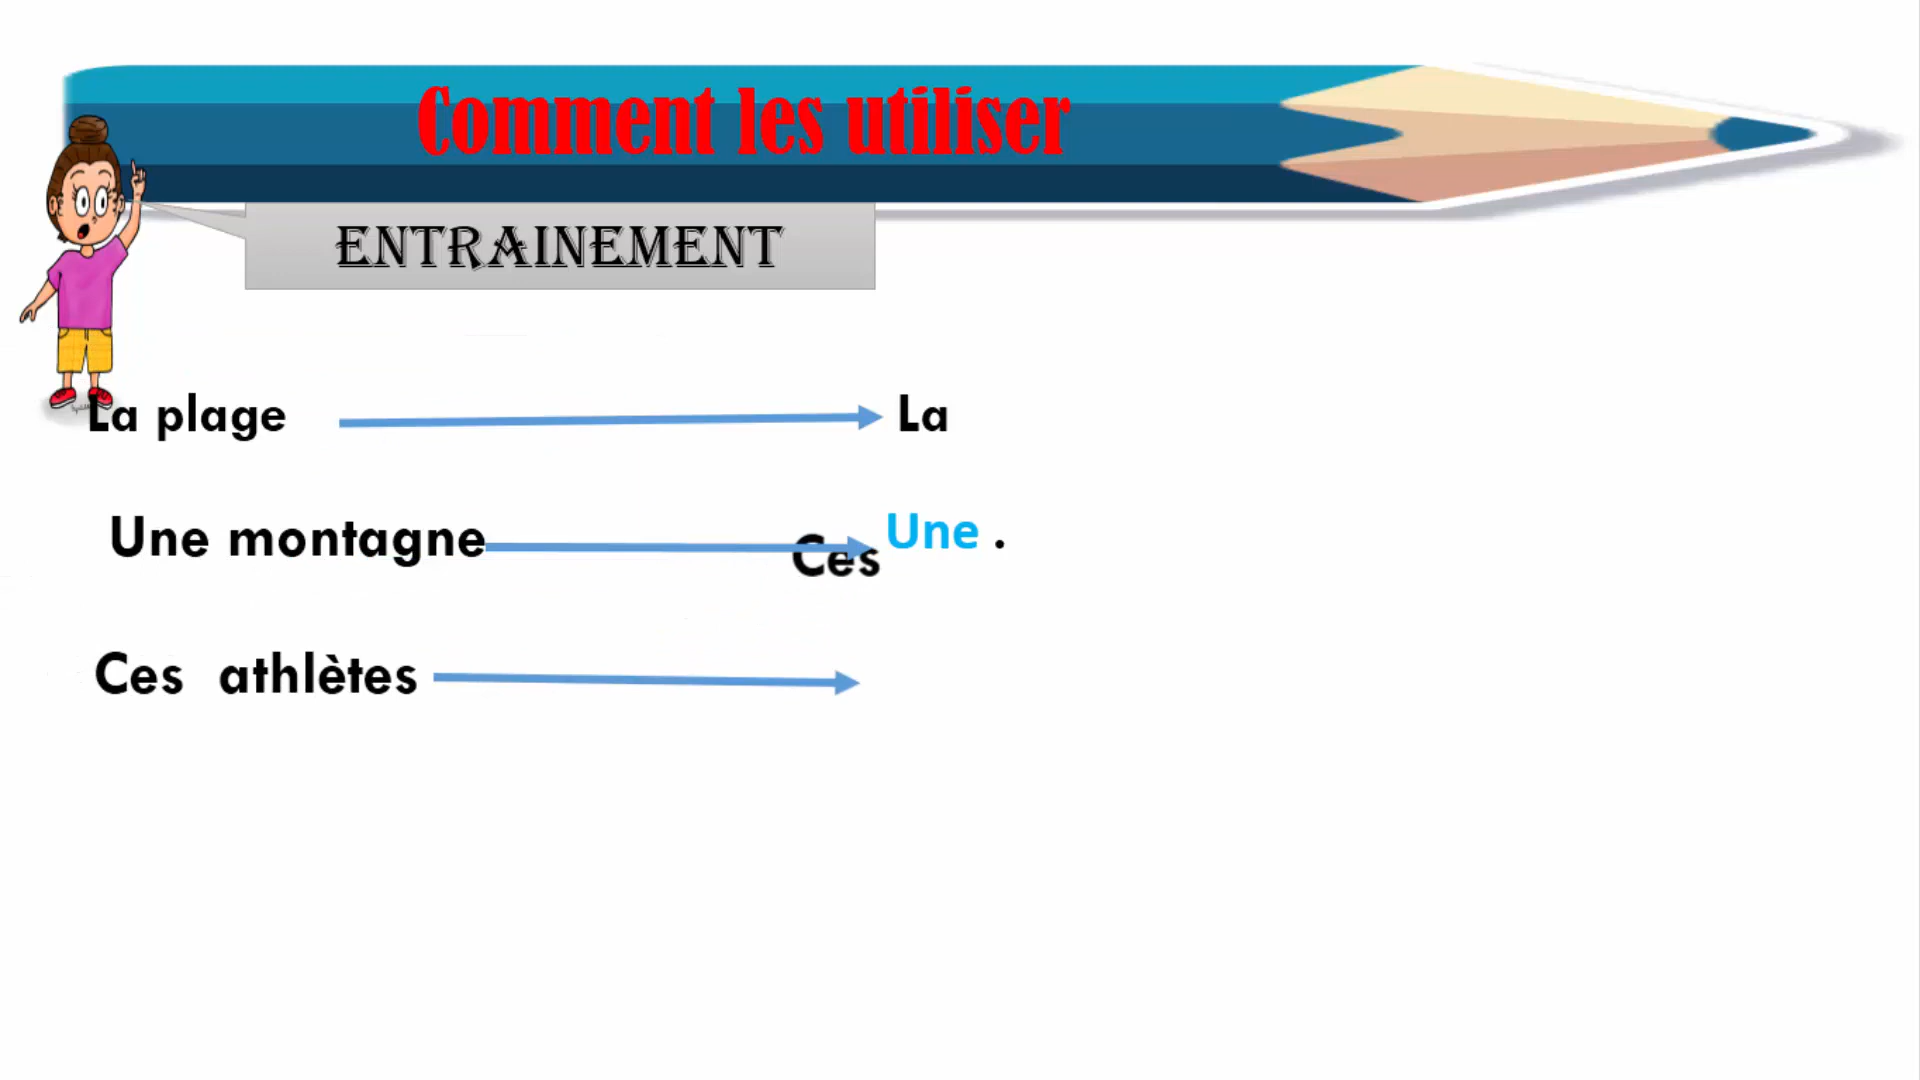 Comment les utiliser
ENTRAINEMENT
La plage La
Une montagne Une .
Ces
Ces athlètes